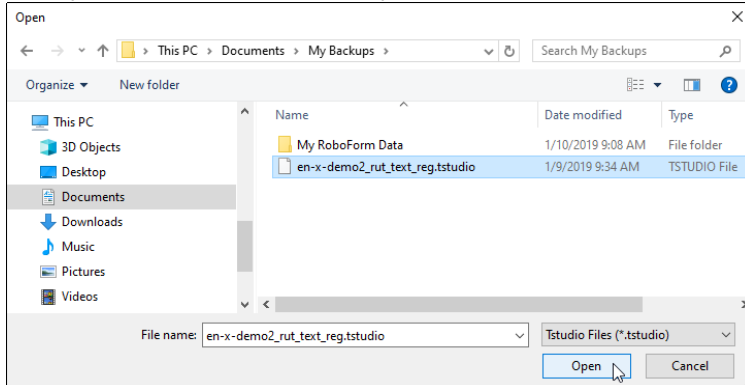 Open
This PC > Documents > My Backups >
Search My Backups
Organize
New folder
Name
Date modified
Type
This PC
3D Objects
Desktop
Documents
Downloads
Music
Pictures
Videos
My RoboForm Data
1/10/2019 9:08 AM
File folder
en-x-demo2_rut_text_reg.tstudio
1/9/2019 9:34 AM
TSTUDIO File
File name:
en-x-demo2_rut_text_reg.tstudio
Tstudio Files (*.tstudio)
Open
Cancel